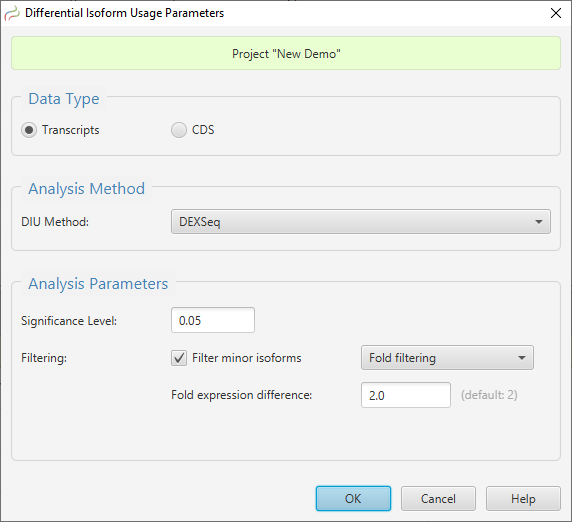 Differential Isoform Usage Parameters
Project "New Demo"
Data Type
Transcripts CDS
Analysis Method
DIU Method: DEXSeq
Analysis Parameters
Significance Level: 0.05
Filtering: Filter minor isoforms Fold filtering
Fold expression difference: 2.0 (default: 2)
OK Cancel Help